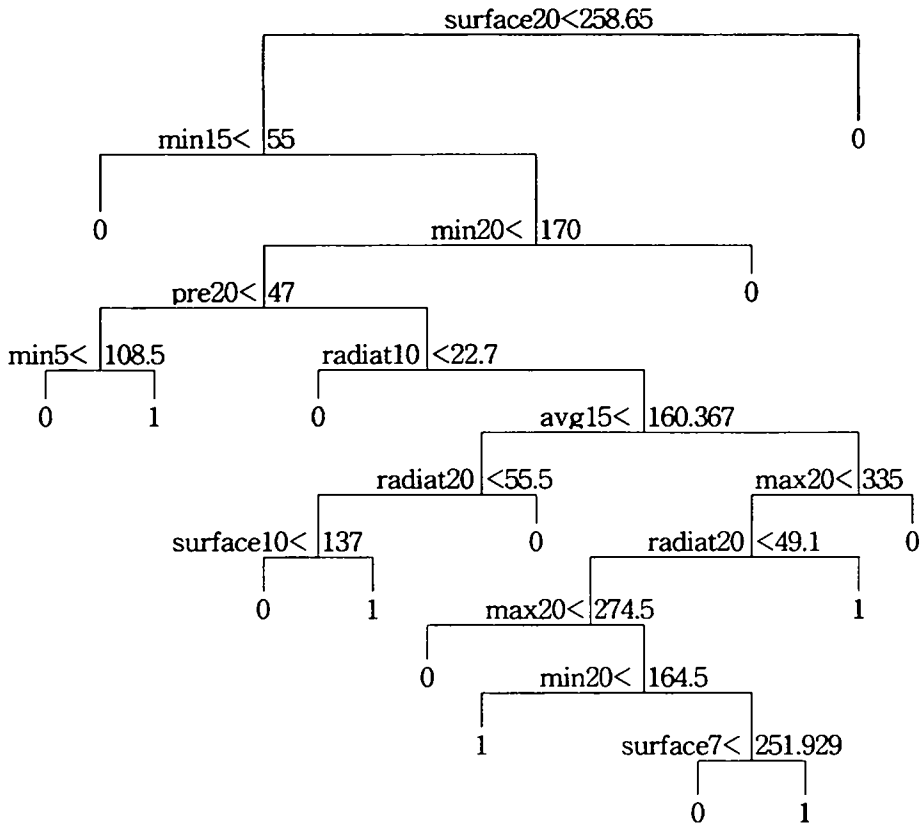 surface20<258.65
min15< 55
0
0
min20< 170
pre20< 47
0
min5< 108.5
radiat10 <22.7
0 1
0
avg15< 160.367
radiat20 <55.5
max20< 335
surface10< 137
0
radiat20 <49.1
0
0 1
max20< 274.5
1
0
min20< 164.5
1
surface7< 251.929
0 1